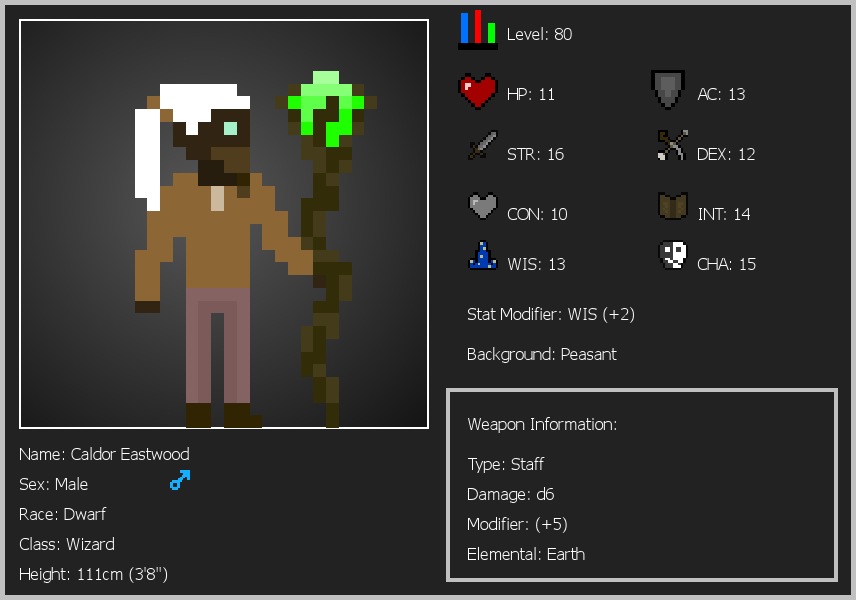 Level: 80
HP: 11
AC: 13
STR: 16
DEX: 12
CON: 10
INT: 14
WIS: 13
CHA: 15
Stat Modifier: WIS (+2)
Background: Peasant
Weapon Information:
Type: Staff
Damage: d6
Modifier: (+5)
Elemental: Earth
Name: Caldor Eastwood
Sex: Male
Race: Dwarf
Class: Wizard
Height: 111cm (3'8")